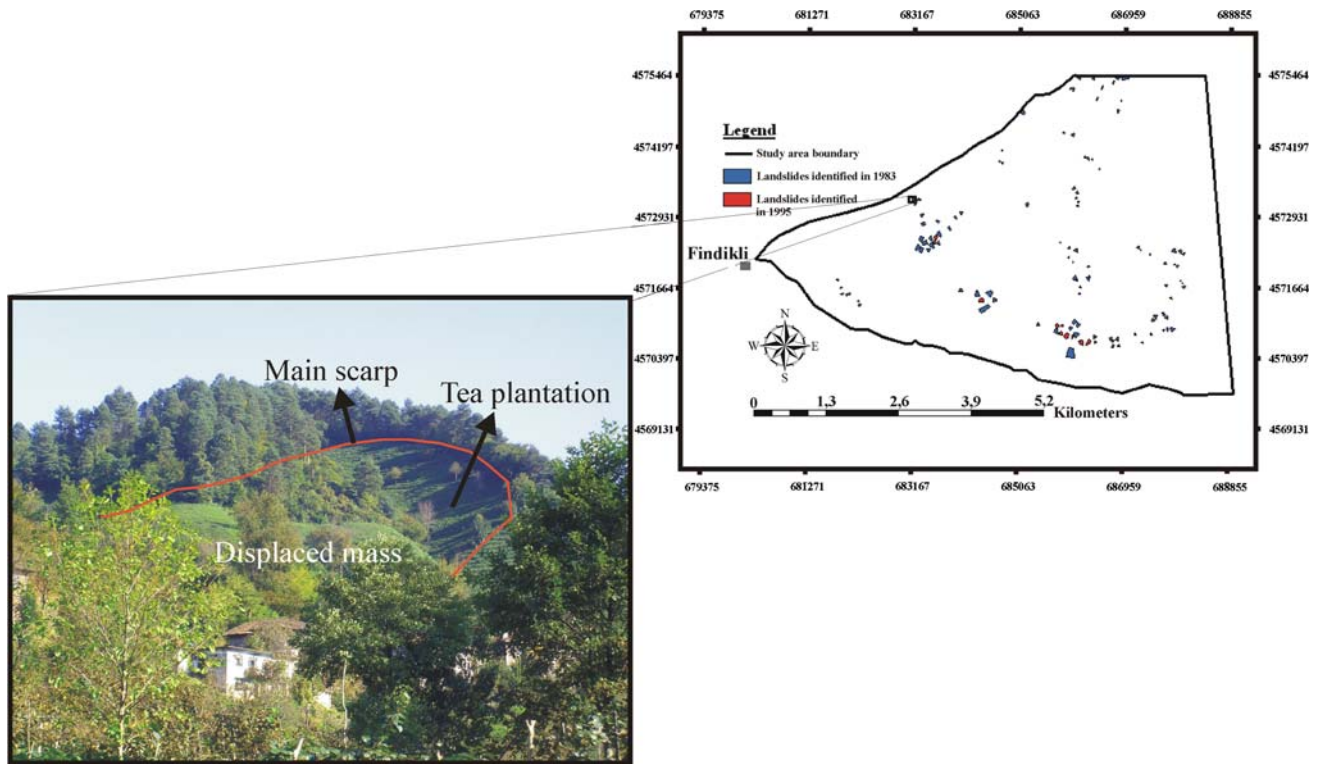 679375 681271 683167 685063 686959 688855
4575464 4575464
Legend
Study area boundary
4574197 4574197
Landslides identified in 1983
Landslides identified
in 1995
4572931 4572931
Findikli
4571664 4571664
N
W E
S
4570397 4570397
0 1,3 2,6 3,9 5,2
Kilometers
4569131 4569131
679375 681271 683167 685063 686959 688855
Main scarp
Tea plantation
Displaced mass